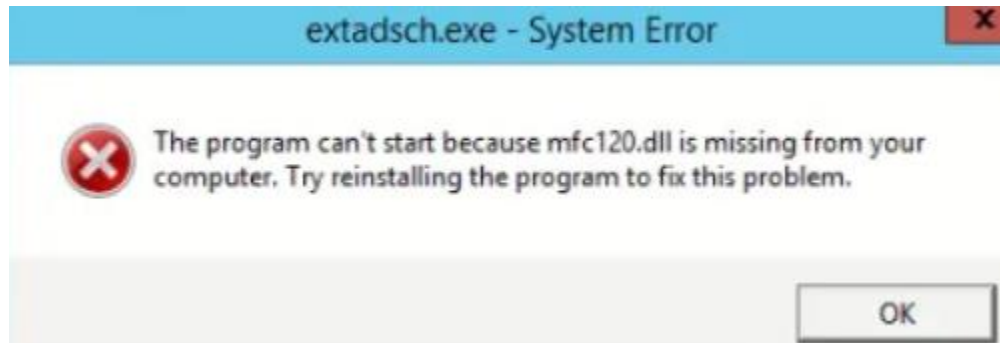 extadsch.exe - System Error
x
The program can't start because mfc120.dll is missing from your
computer. Try reinstalling the program to fix this problem.
OK